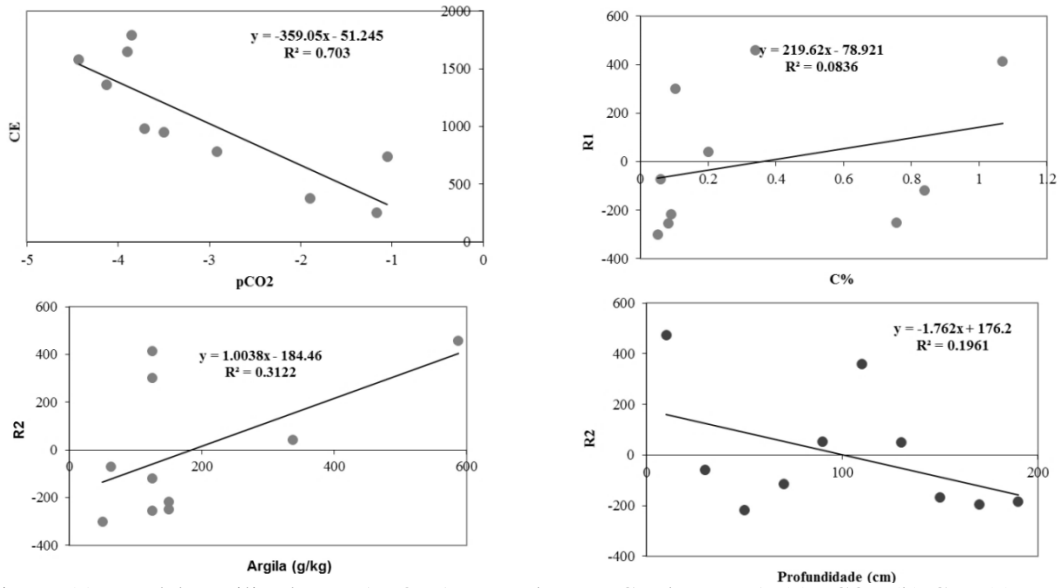 2000
1500
1000
500
0
CE
y = -359.05x - 51.245
R² = 0.703
-5 -4 -3 -2 -1 0
pCO2
600
400
200
0
-200
-400
R1
y = 219.62x - 78.921
R² = 0.0836
0 0.2 0.4 0.6 0.8 1 1.2
C%
600
400
200
0
-200
-400
R2
y = 1.0038x - 184.46
R² = 0.3122
0 200 400 600
Argila (g/kg)
600
400
200
0
-200
-400
R2
y = -1.762x + 176.2
R² = 0.1961
0 100 200
Profundidade (cm)